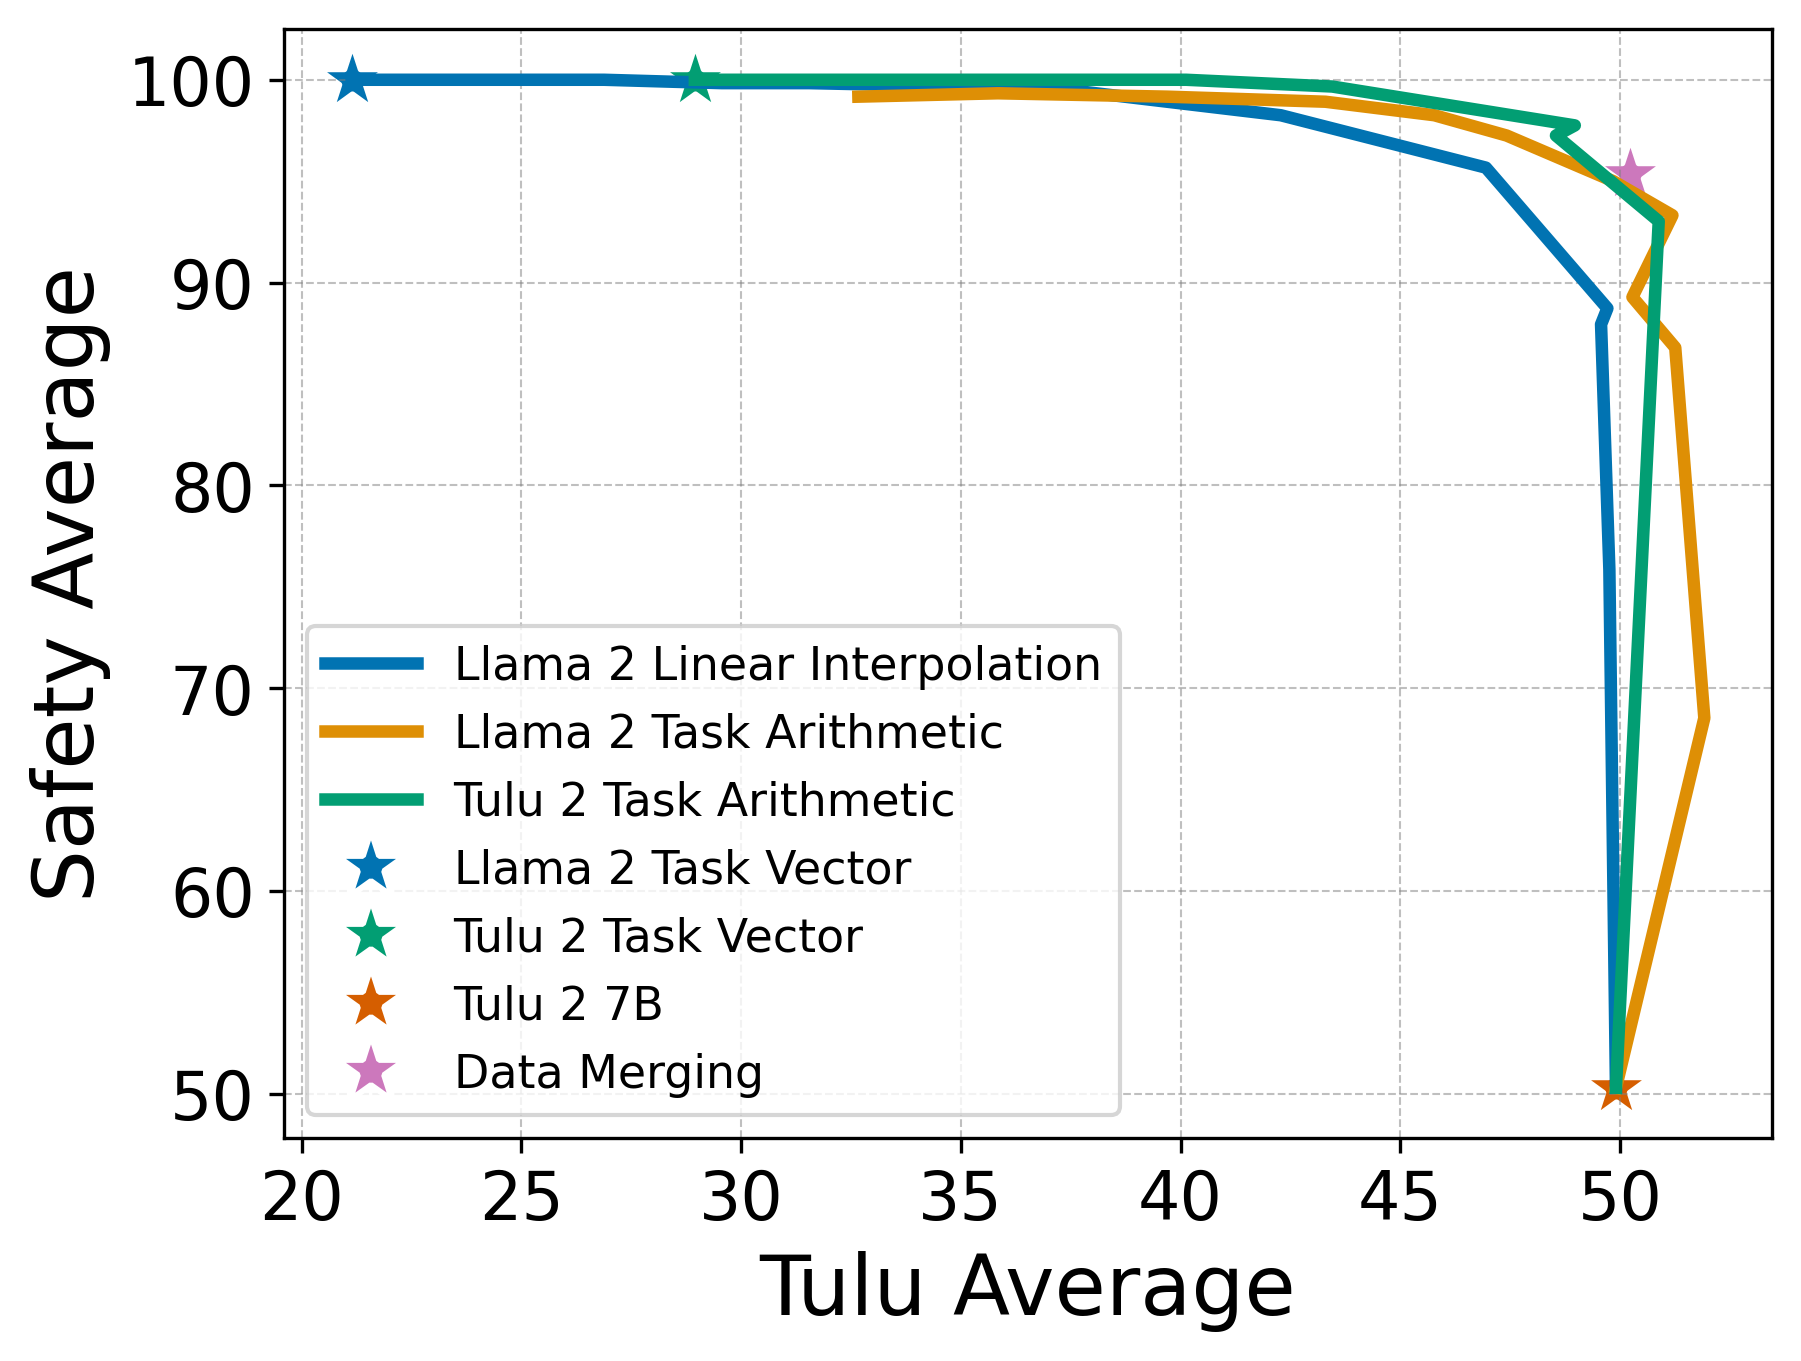 100
90
80
70
60
50
Safety Average
Llama 2 Linear Interpolation
Llama 2 Task Arithmetic
Tulu 2 Task Arithmetic
Llama 2 Task Vector
Tulu 2 Task Vector
Tulu 2 7B
Data Merging
20 25 30 35 40 45 50
Tulu Average